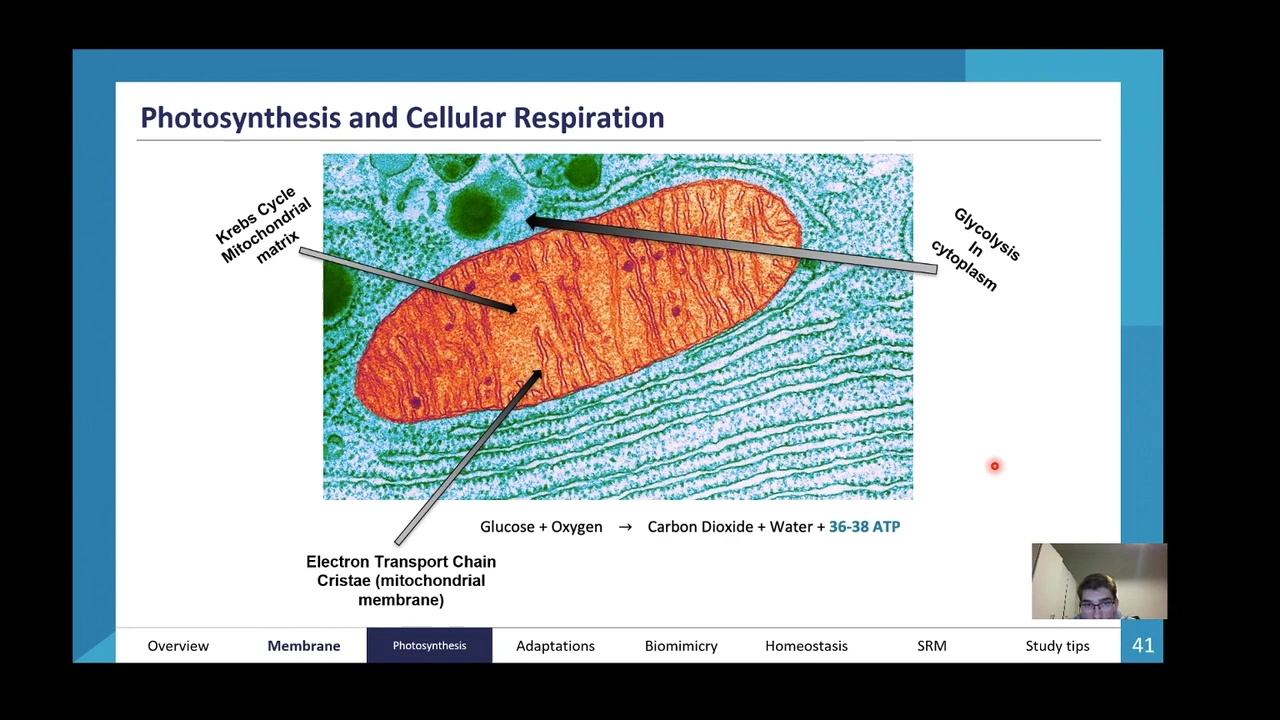 Photosynthesis and Cellular Respiration
Krebs Cycle
Mitochondrial
matrix
Glycolysis
In
cytoplasm
Glucose + Oxygen → Carbon Dioxide + Water + 36-38 ATP
Electron Transport Chain
Cristae (mitochondrial
membrane)
Overview Membrane Photosynthesis Adaptations Biomimicry Homeostasis SRM Study tips 41